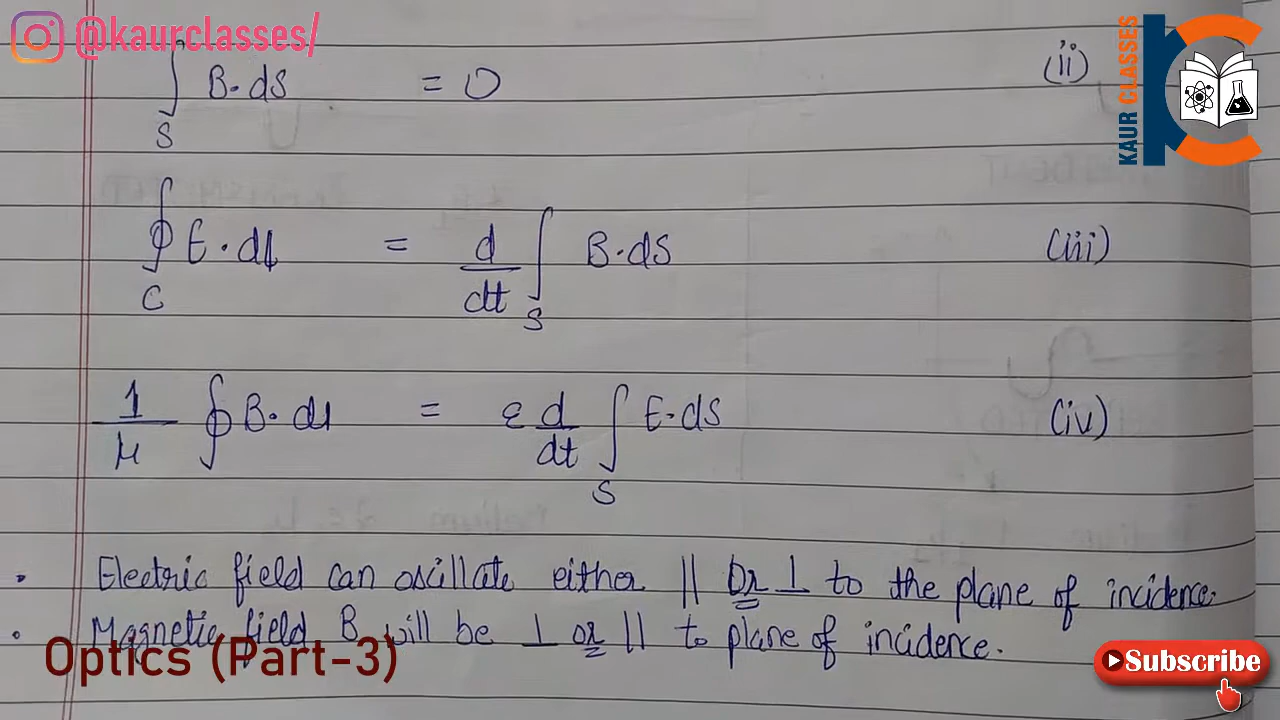 @kaurclasses/
KAUR CLASSES
∫ B·dS = 0 (ii)
S
∮ E·dl = d/dt ∫ B·dS (iii)
C S
1/μ ∮ B·dl = ε d/dt ∫ E·dS (iv)
S
• Electric field can oscillate either || or ⊥ to the plane of incidence.
• Magnetic field B will be ⊥ or || to plane of incidence.
Optics (Part-3)
Subscribe